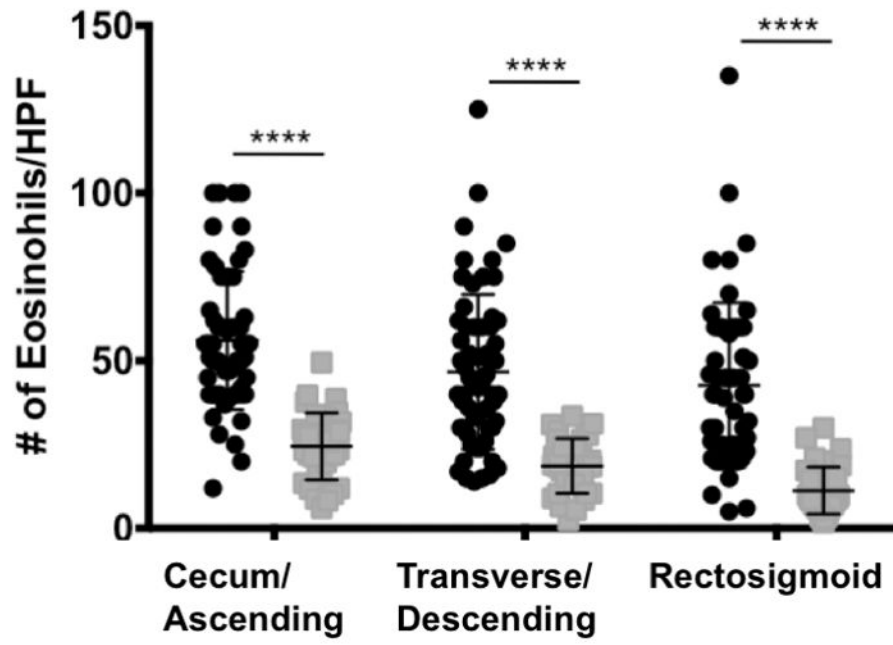 150
****
****
****
100
50
0
# of Eosinohils/HPF
Cecum/
Ascending
Transverse/
Descending
Rectosigmoid